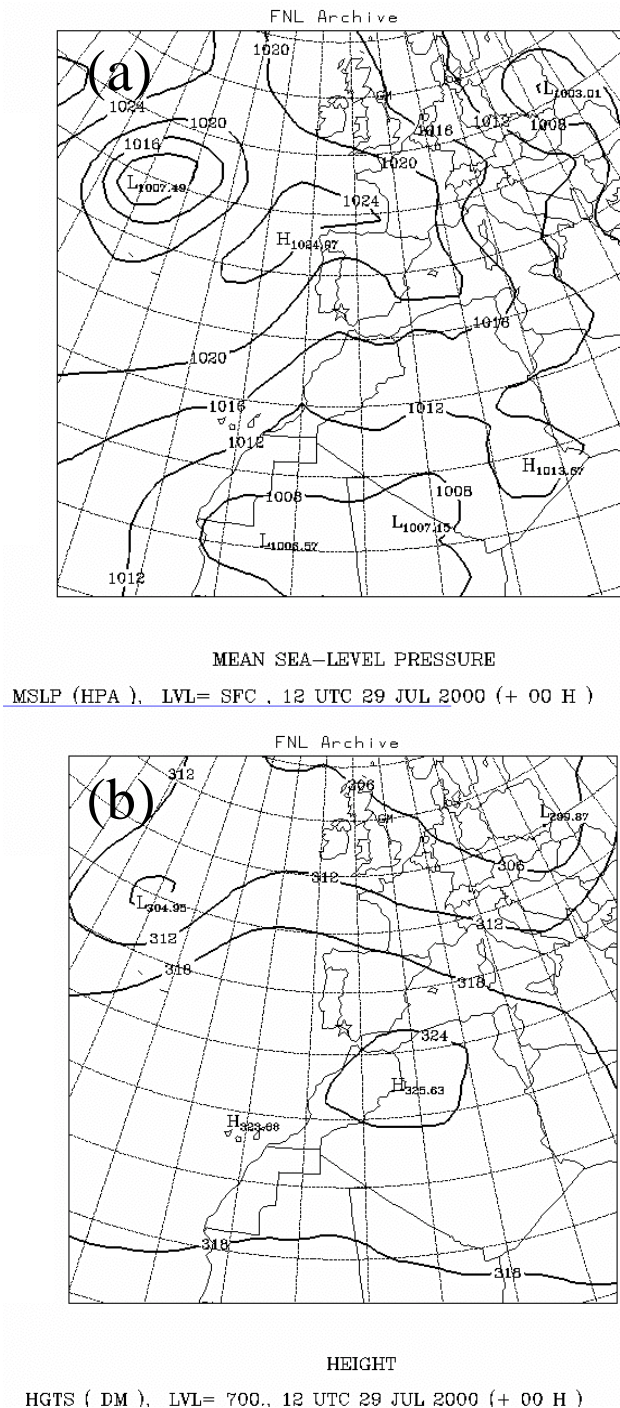 FNL Archive
(a)
1020
1024
1020
1016
L1007.49
GM
L1003.01
1012
1008
1016
1020
1024
H1024.67
1016
1020
1016
1012
1012
H1013.67
1008
1008
L1007.15
L1006.57
1012
MEAN SEA-LEVEL PRESSURE
MSLP (HPA ), LVL= SFC , 12 UTC 29 JUL 2000 (+ 00 H )
FNL Archive
(b)
312
306
GM
L299.87
306
312
L304.95
312
312
318
318
324
H325.63
H323.68
318
318
HEIGHT
HGTS ( DM ), LVL= 700., 12 UTC 29 JUL 2000 (+ 00 H )